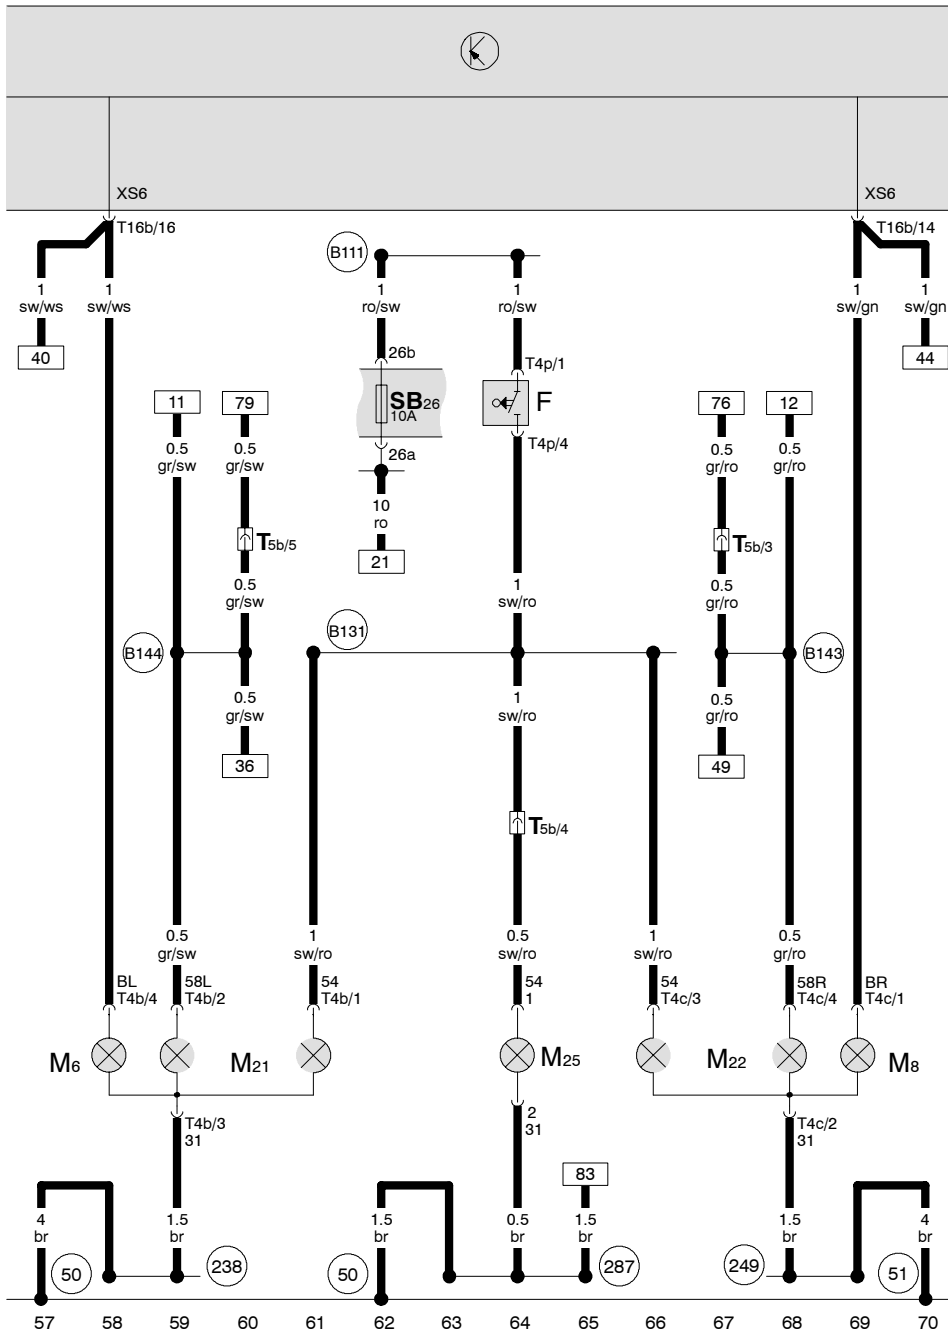 XS6
XS6
T16b/16
T16b/14
B111
1
sw/ws
1
sw/ws
1
ro/sw
1
ro/sw
1
sw/gn
1
sw/gn
40
26b
T4p/1
44
SB26
10A
F
11
79
76
12
26a
T4p/4
0.5
gr/sw
0.5
gr/sw
0.5
gr/ro
0.5
gr/ro
10
ro
T5b/5
T5b/3
21
0.5
gr/sw
1
sw/ro
0.5
gr/ro
B131
B144
B143
0.5
gr/sw
1
sw/ro
0.5
gr/ro
36
49
T5b/4
0.5
gr/sw
1
sw/ro
0.5
sw/ro
1
sw/ro
0.5
gr/ro
BL
T4b/4
58L
T4b/2
54
T4b/1
54
1
54
T4c/3
58R
T4c/4
BR
T4c/1
M6
M21
M25
M22
M8
T4b/3
31
2
31
T4c/2
31
83
4
br
1.5
br
1.5
br
0.5
br
1.5
br
1.5
br
4
br
50
238
50
287
249
51
57 58 59 60 61 62 63 64 65 66 67 68 69 70